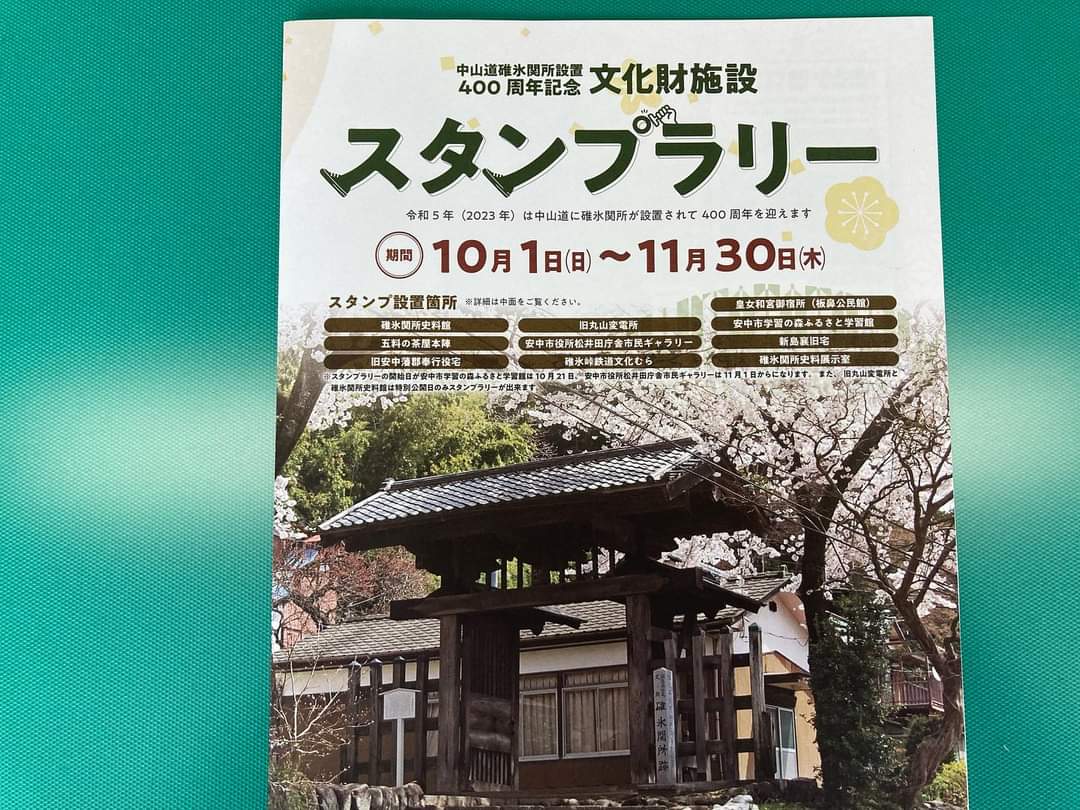 中山道碓氷関所設置
400 周年記念 文化財施設
スタンプラリー
令和5年（2023年）は中山道に碓氷関所が設置されて400周年を迎えます
期間 10月1日(日)～11月30日(木)
スタンプ設置箇所 ※詳細は中面をご覧ください。
皇女和宮御宿所（板鼻公民館）
碓氷関所史料館 旧丸山変電所 安中市学習の森ふるさと学習館
五料の茶屋本陣 安中市役所松井田庁舎市民ギャラリー 新島襄旧宅
旧安中藩郡奉行役宅 碓氷峠鉄道文化むら 碓氷関所史料展示室
※スタンプラリーの開始日が安中市学習の森ふるさと学習館は10月21日、安中市役所松井田庁舎市民ギャラリーは11月1日からになります。また、旧丸山変電所と
碓氷関所史料館は特別公開日のみスタンプラリーが出来ます。
碓氷関所跡